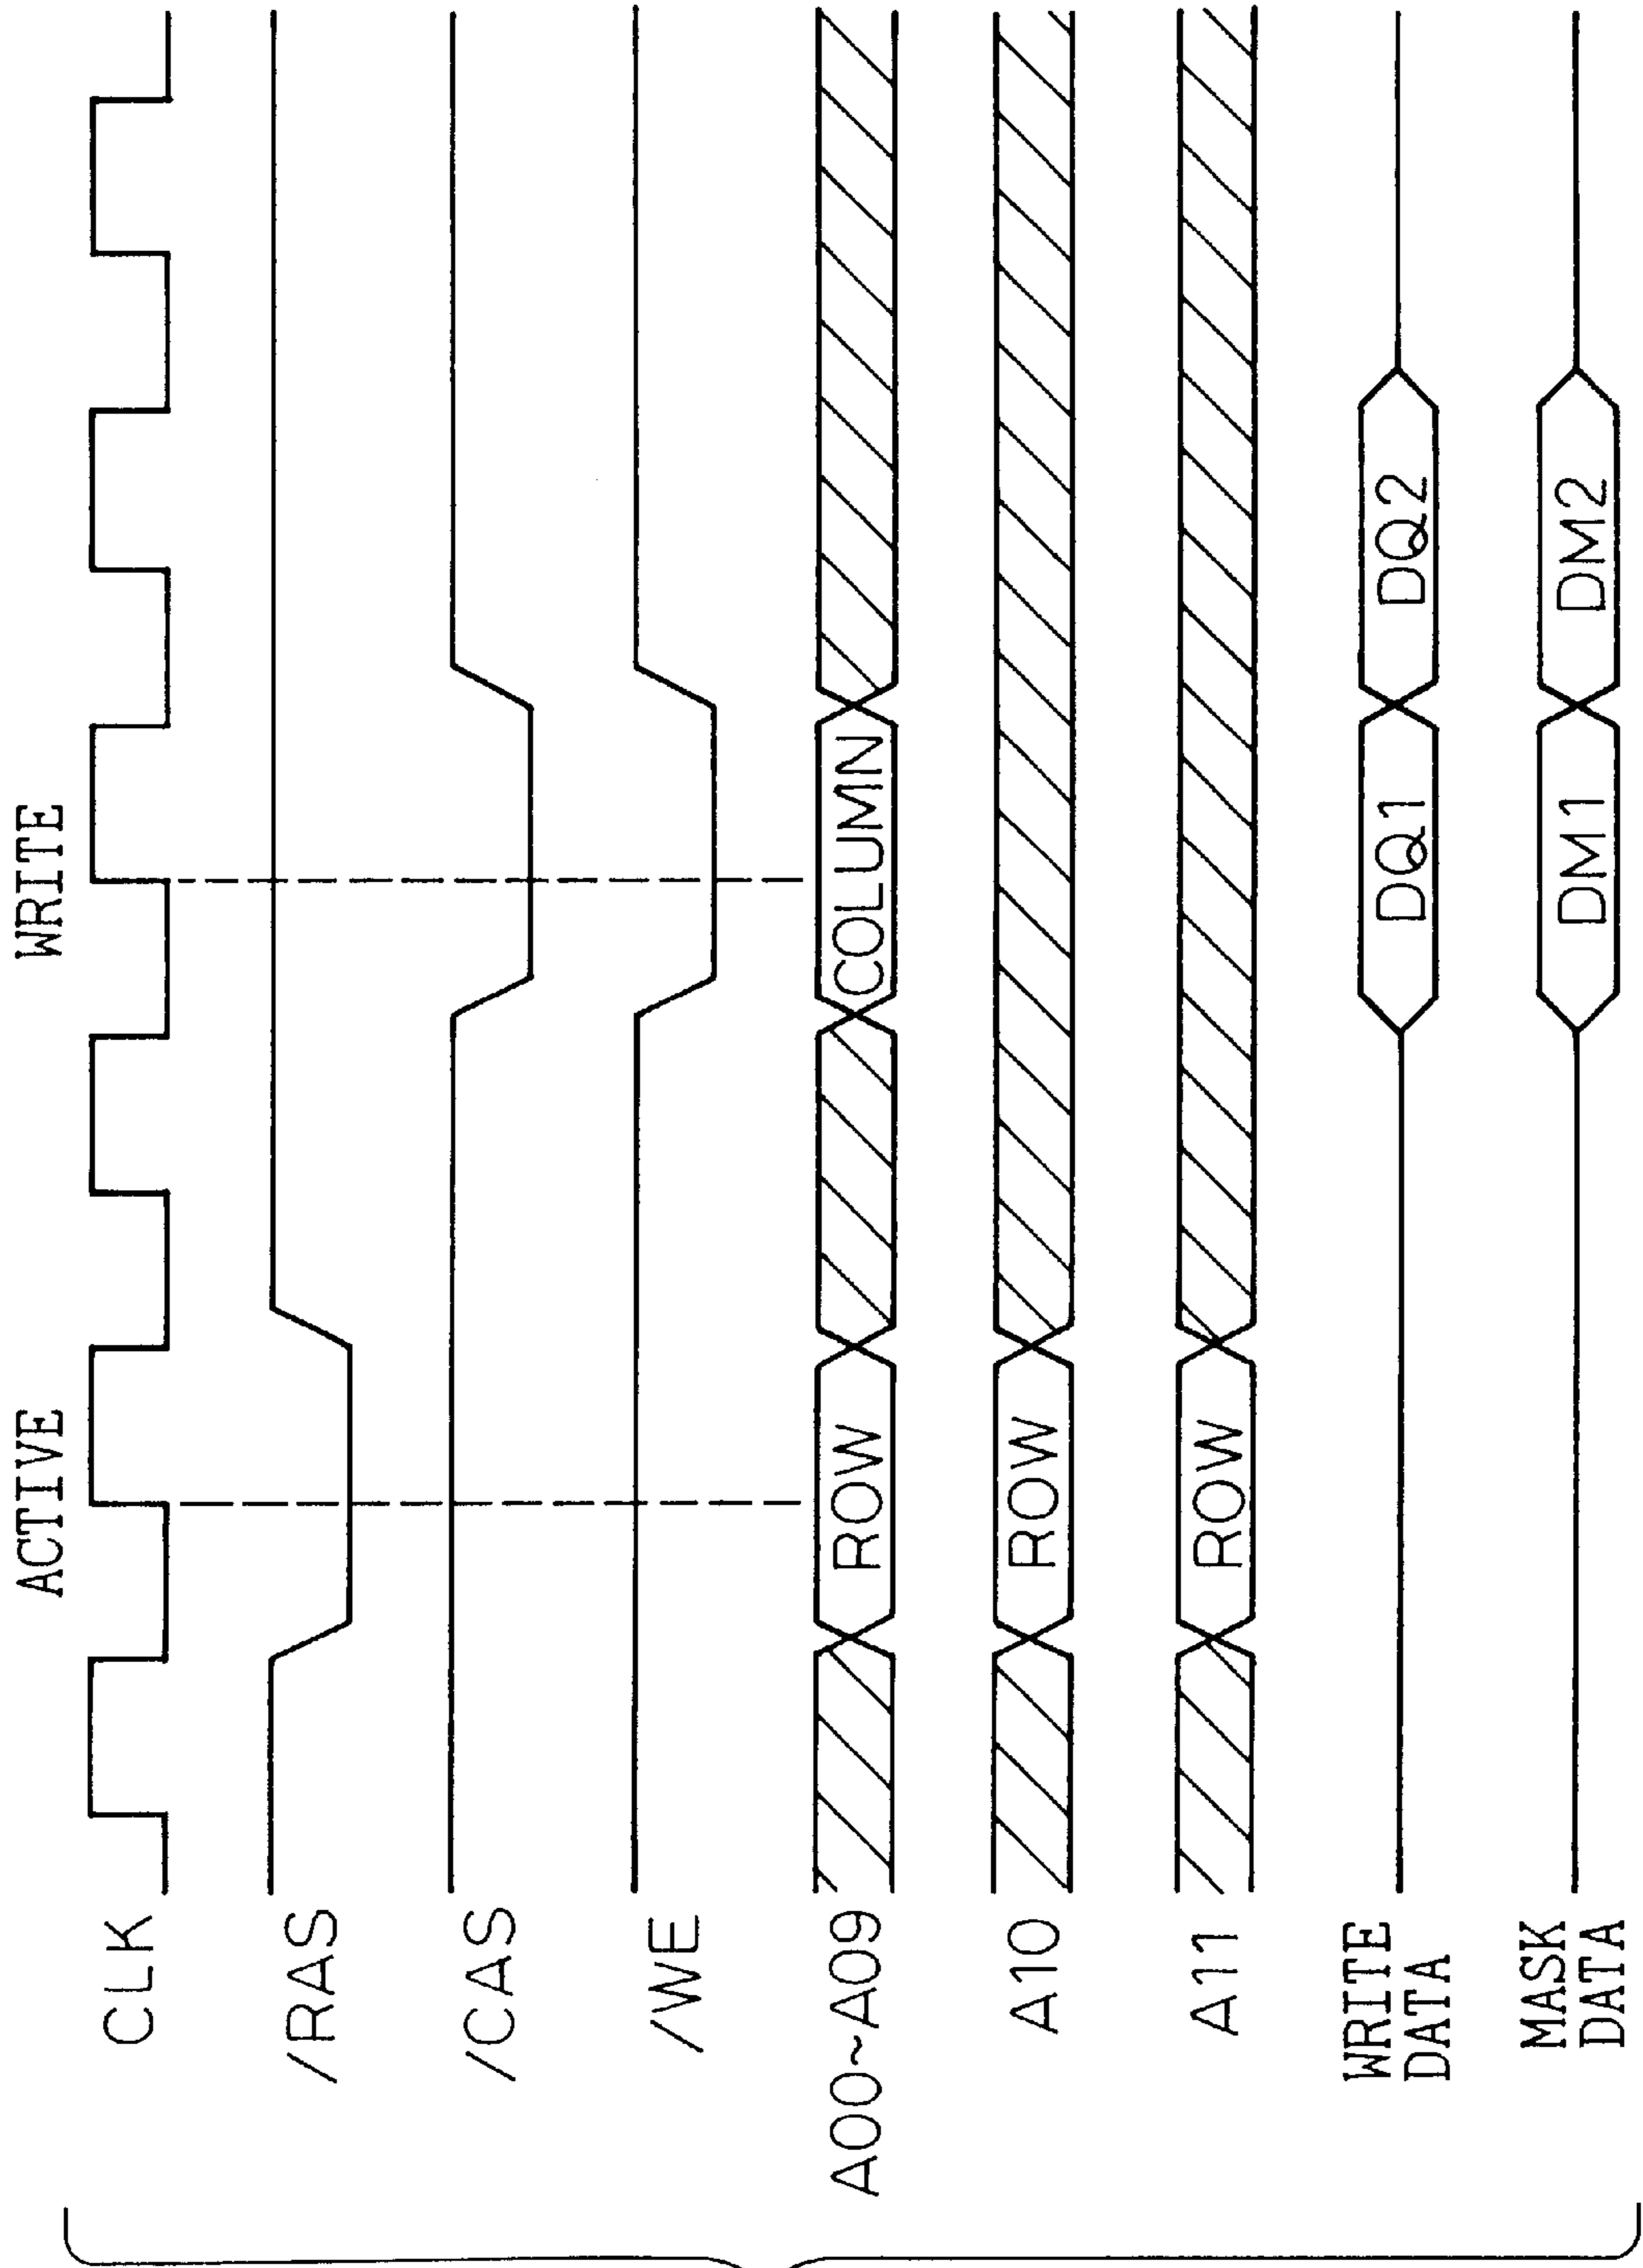 ACTIVE
WRITE
CLK
/RAS
/CAS
/WE
A00~A09
ROW
COLUMN
A10
ROW
A11
ROW
WRITE
DATA
DQ1
DQ2
MASK
DATA
DM1
DM2